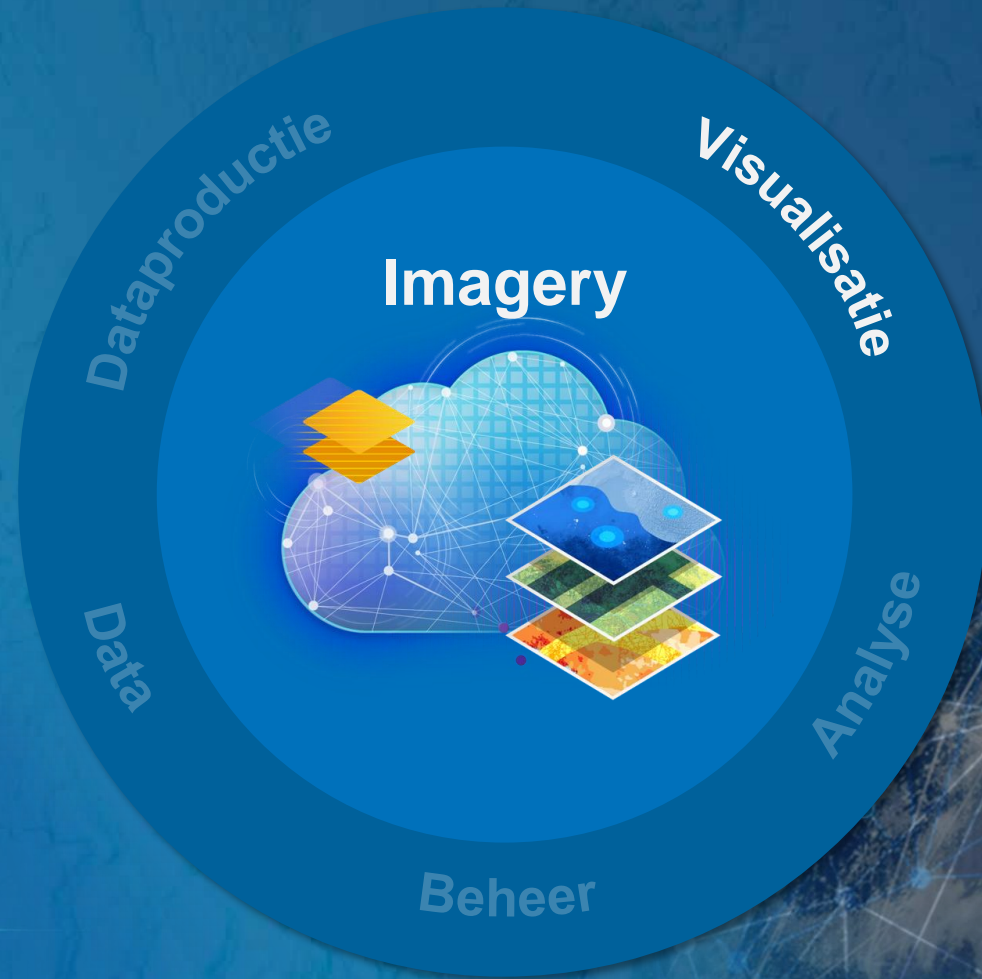 Imagery
Dataproductie
Visualisatie
Analyse
Beheer
Data